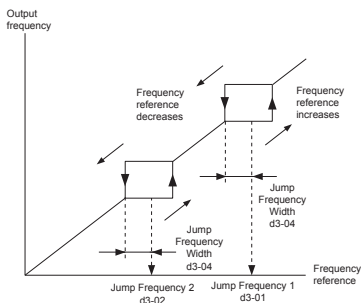 Output
frequency
Frequency
reference
decreases
Frequency
reference
increases
Jump
Frequency
Width
d3-04
Jump
Frequency
Width
d3-04
Frequency
reference
Jump Frequency 2
d3-02
Jump Frequency 1
d3-01